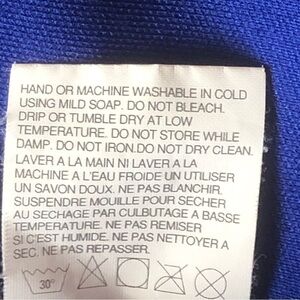 HAND OR MACHINE WASHABLE IN COLD
USING MILD SOAP. DO NOT BLEACH.
DRIP OR TUMBLE DRY AT LOW
TEMPERATURE. DO NOT STORE WHILE
DAMP. DO NOT IRON.DO NOT DRY CLEAN.
LAVER A LA MAIN NI LAVER A LA
MACHINE A L'EAU FROIDE UN UTILISER
UN SAVON DOUX. NE PAS BLANCHIR.
SUSPENDRE MOUILLE POUR SECHER
AU SECHAGE PAR CULBUTAGE A BASSE
TEMPERATURE. NE PAS REMISER
SI C'EST HUMIDE. NE PAS NETTOYER A
SEC. NE PAS REPASSER.
30°